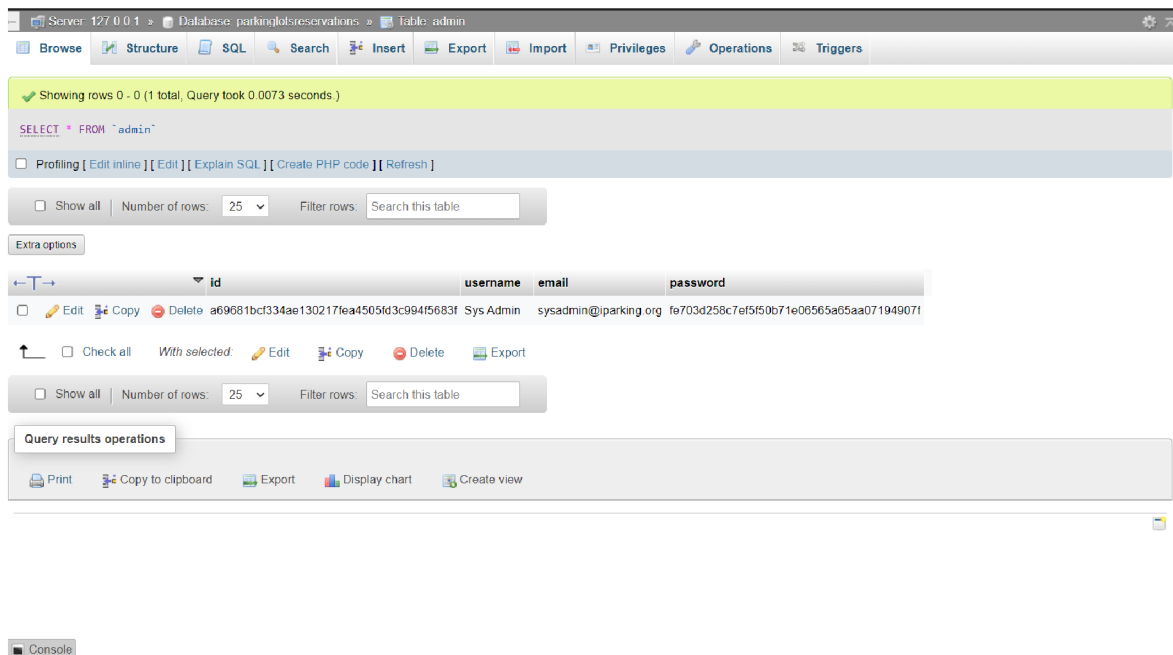 Server: 127.0.0.1 » Database: parkinglotsreservations » Table: admin
Browse Structure SQL Search Insert Export Import Privileges Operations Triggers
Showing rows 0 - 0 (1 total, Query took 0.0073 seconds.)
SELECT * FROM `admin`
Profiling [ Edit inline ] [ Edit ] [ Explain SQL ] [ Create PHP code ] [ Refresh ]
Show all Number of rows: 25 Filter rows: Search this table
Extra options
←T→ id username email password
Edit Copy Delete a69681bcf334ae130217fea4505fd3c994f5683f Sys Admin sysadmin@iparking.org fe703d258c7ef5f50b71e06565a65aa07194907f
Check all With selected: Edit Copy Delete Export
Show all Number of rows: 25 Filter rows: Search this table
Query results operations
Print Copy to clipboard Export Display chart Create view
Console